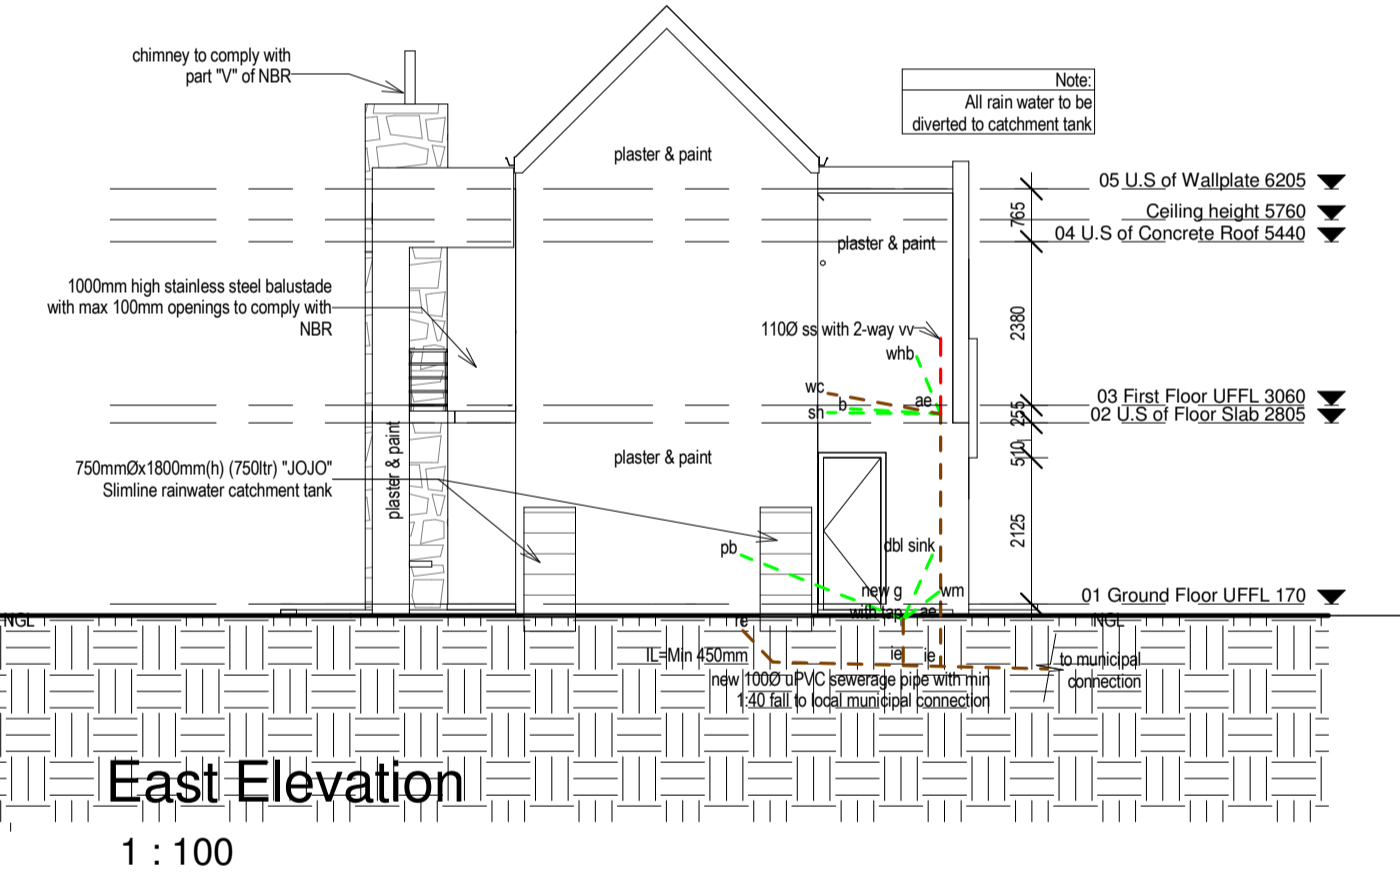 chimney to comply with
part "V" of NBR
Note:
All rain water to be
diverted to catchment tank
plaster & paint
05 U.S of Wallplate 6205
Ceiling height 5760
04 U.S of Concrete Roof 5440
765
plaster & paint
1000mm high stainless steel balustade
with max 100mm openings to comply with
NBR
110Ø ss with 2-way vv
whb
2380
wc
b
sh
ae
03 First Floor UFFL 3060
02 U.S of Floor Slab 2805
255
510
plaster & paint
plaster & paint
750mmØx1800mm(h) (750ltr) "JOJO"
Slimline rainwater catchment tank
2125
pb
dbl sink
new g
with tap
ae
wm
01 Ground Floor UFFL 170
NGL
NGL
re
IL=Min 450mm
ie
ie
to municipal
connection
new 100Ø uPVC sewerage pipe with min
1:40 fall to local municipal connection
East Elevation
1 : 100